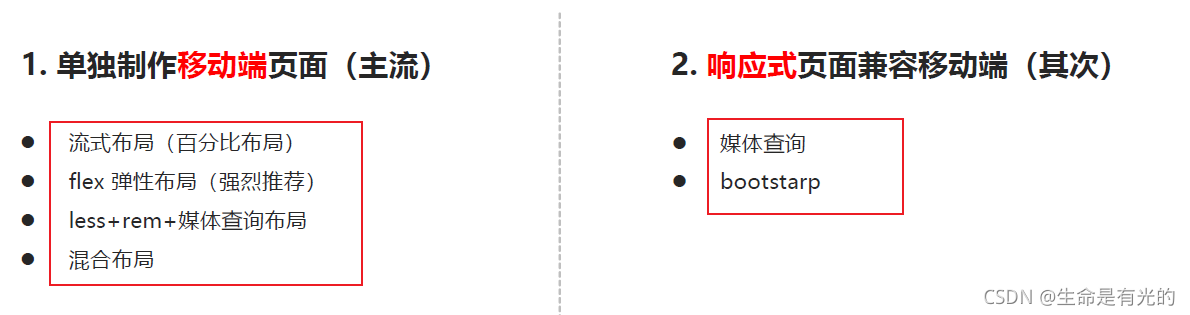 1. 单独制作移动端页面（主流）
● 流式布局（百分比布局）
● flex 弹性布局（强烈推荐）
● less+rem+媒体查询布局
● 混合布局
2. 响应式页面兼容移动端（其次）
● 媒体查询
● bootstarp
CSDN @生命是有光的